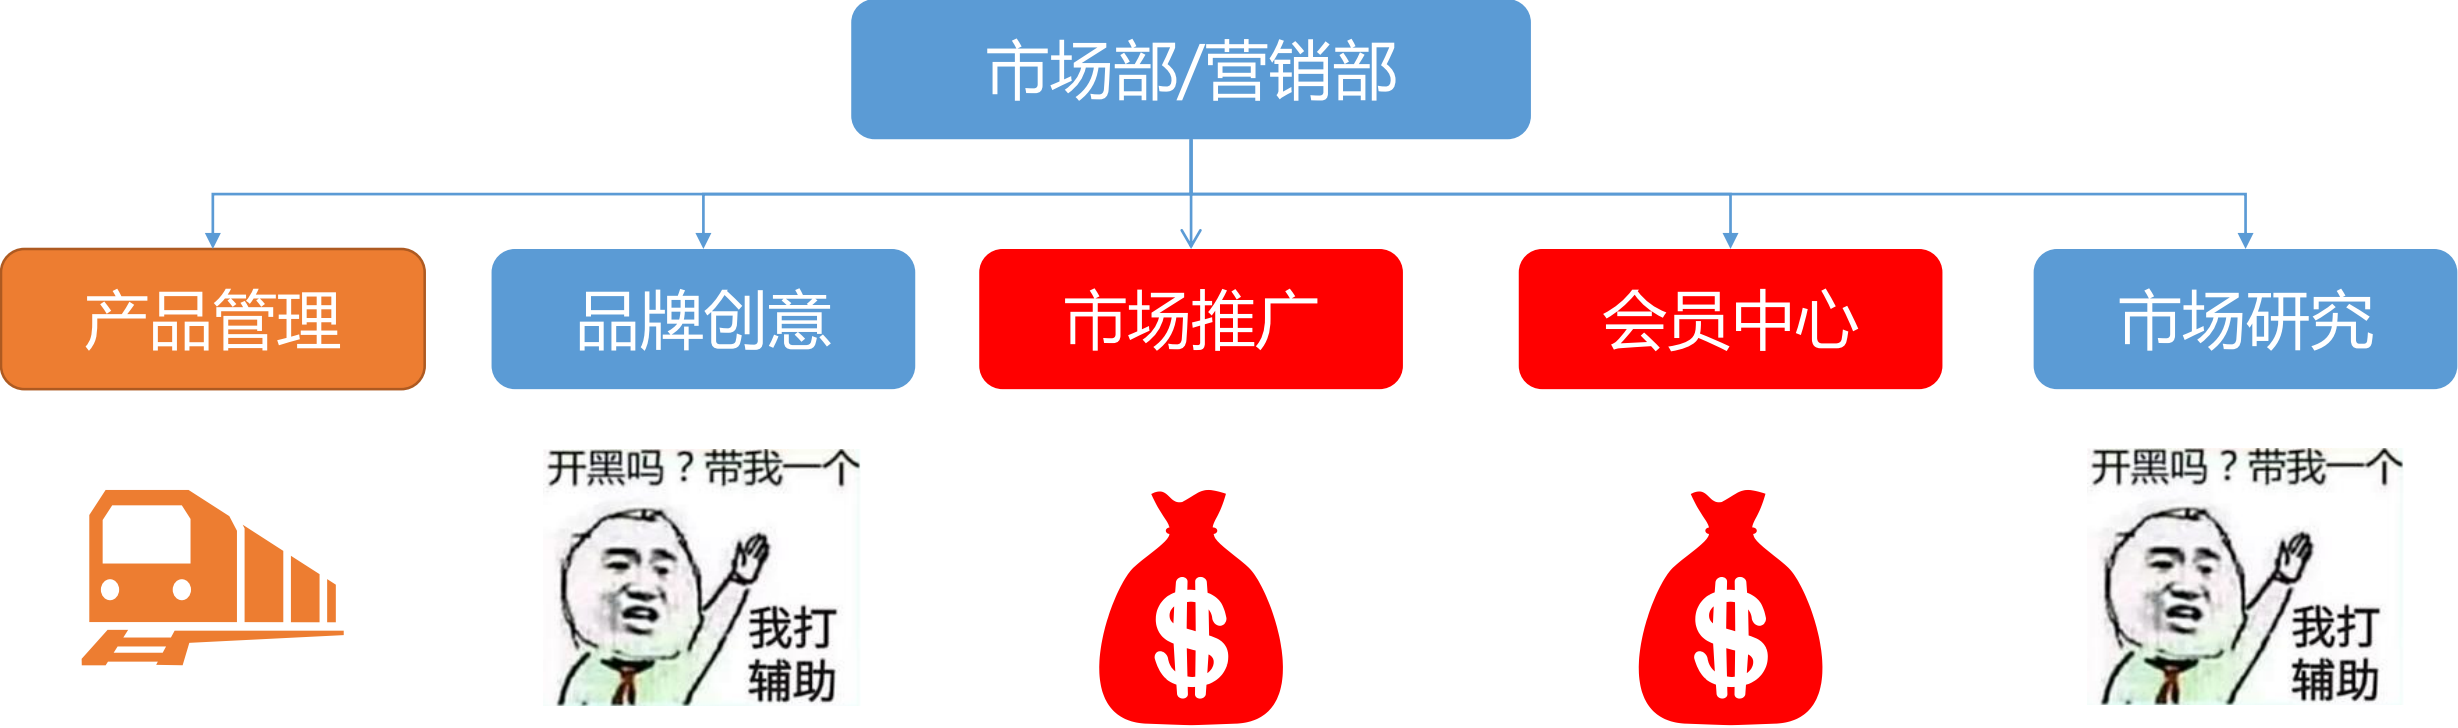 市场部/营销部
产品管理
品牌创意
市场推广
会员中心
市场研究
开黑吗？带我一个
我打
辅助
$
$
开黑吗？带我一个
我打
辅助